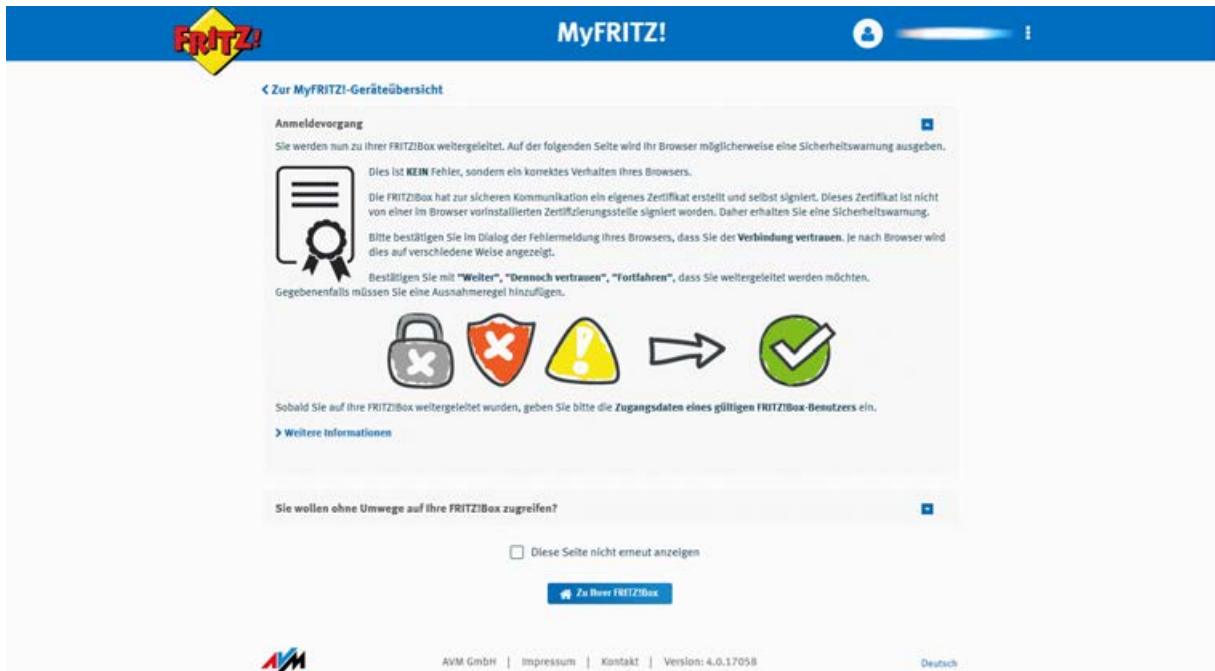 FRITZ!
MyFRITZ!
Zur MyFRITZ!-Geräteübersicht
Anmeldevorgang
Sie werden nun zu Ihrer FRITZ!Box weitergeleitet. Auf der folgenden Seite wird Ihr Browser möglicherweise eine Sicherheitswarnung ausgeben.
Dies ist KEIN Fehler, sondern ein korrektes Verhalten Ihres Browsers.
Die FRITZ!Box hat zur sicheren Kommunikation ein eigenes Zertifikat erstellt und selbst signiert. Dieses Zertifikat ist nicht
von einer im Browser vorinstallierten Zertifizierungsstelle signiert worden. Daher erhalten Sie eine Sicherheitswarnung.
Bitte bestätigen Sie im Dialog der Fehlermeldung Ihres Browsers, dass Sie der Verbindung vertrauen. Je nach Browser wird
dies auf verschiedene Weise angezeigt.
Bestätigen Sie mit "Weiter", "Dennoch vertrauen", "Fortfahren", dass Sie weitergeleitet werden möchten.
Gegebenenfalls müssen Sie eine Ausnahmeregel hinzufügen.
Sobald Sie auf Ihre FRITZ!Box weitergeleitet wurden, geben Sie bitte die Zugangsdaten eines gültigen FRITZ!Box-Benutzers ein.
Weitere Informationen
Sie wollen ohne Umwege auf Ihre FRITZ!Box zugreifen?
Diese Seite nicht erneut anzeigen
Zu Ihrer FRITZ!Box
AVM
AVM GmbH | Impressum | Kontakt | Version: 4.0.17058
Deutsch